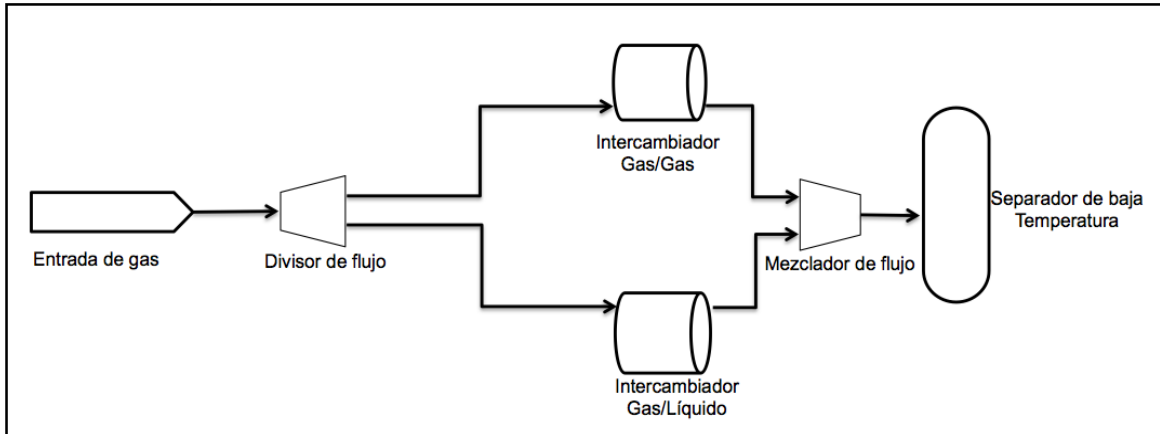 Entrada de gas
Divisor de flujo
Intercambiador
Gas/Gas
Intercambiador
Gas/Líquido
Mezclador de flujo
Separador de baja
Temperatura